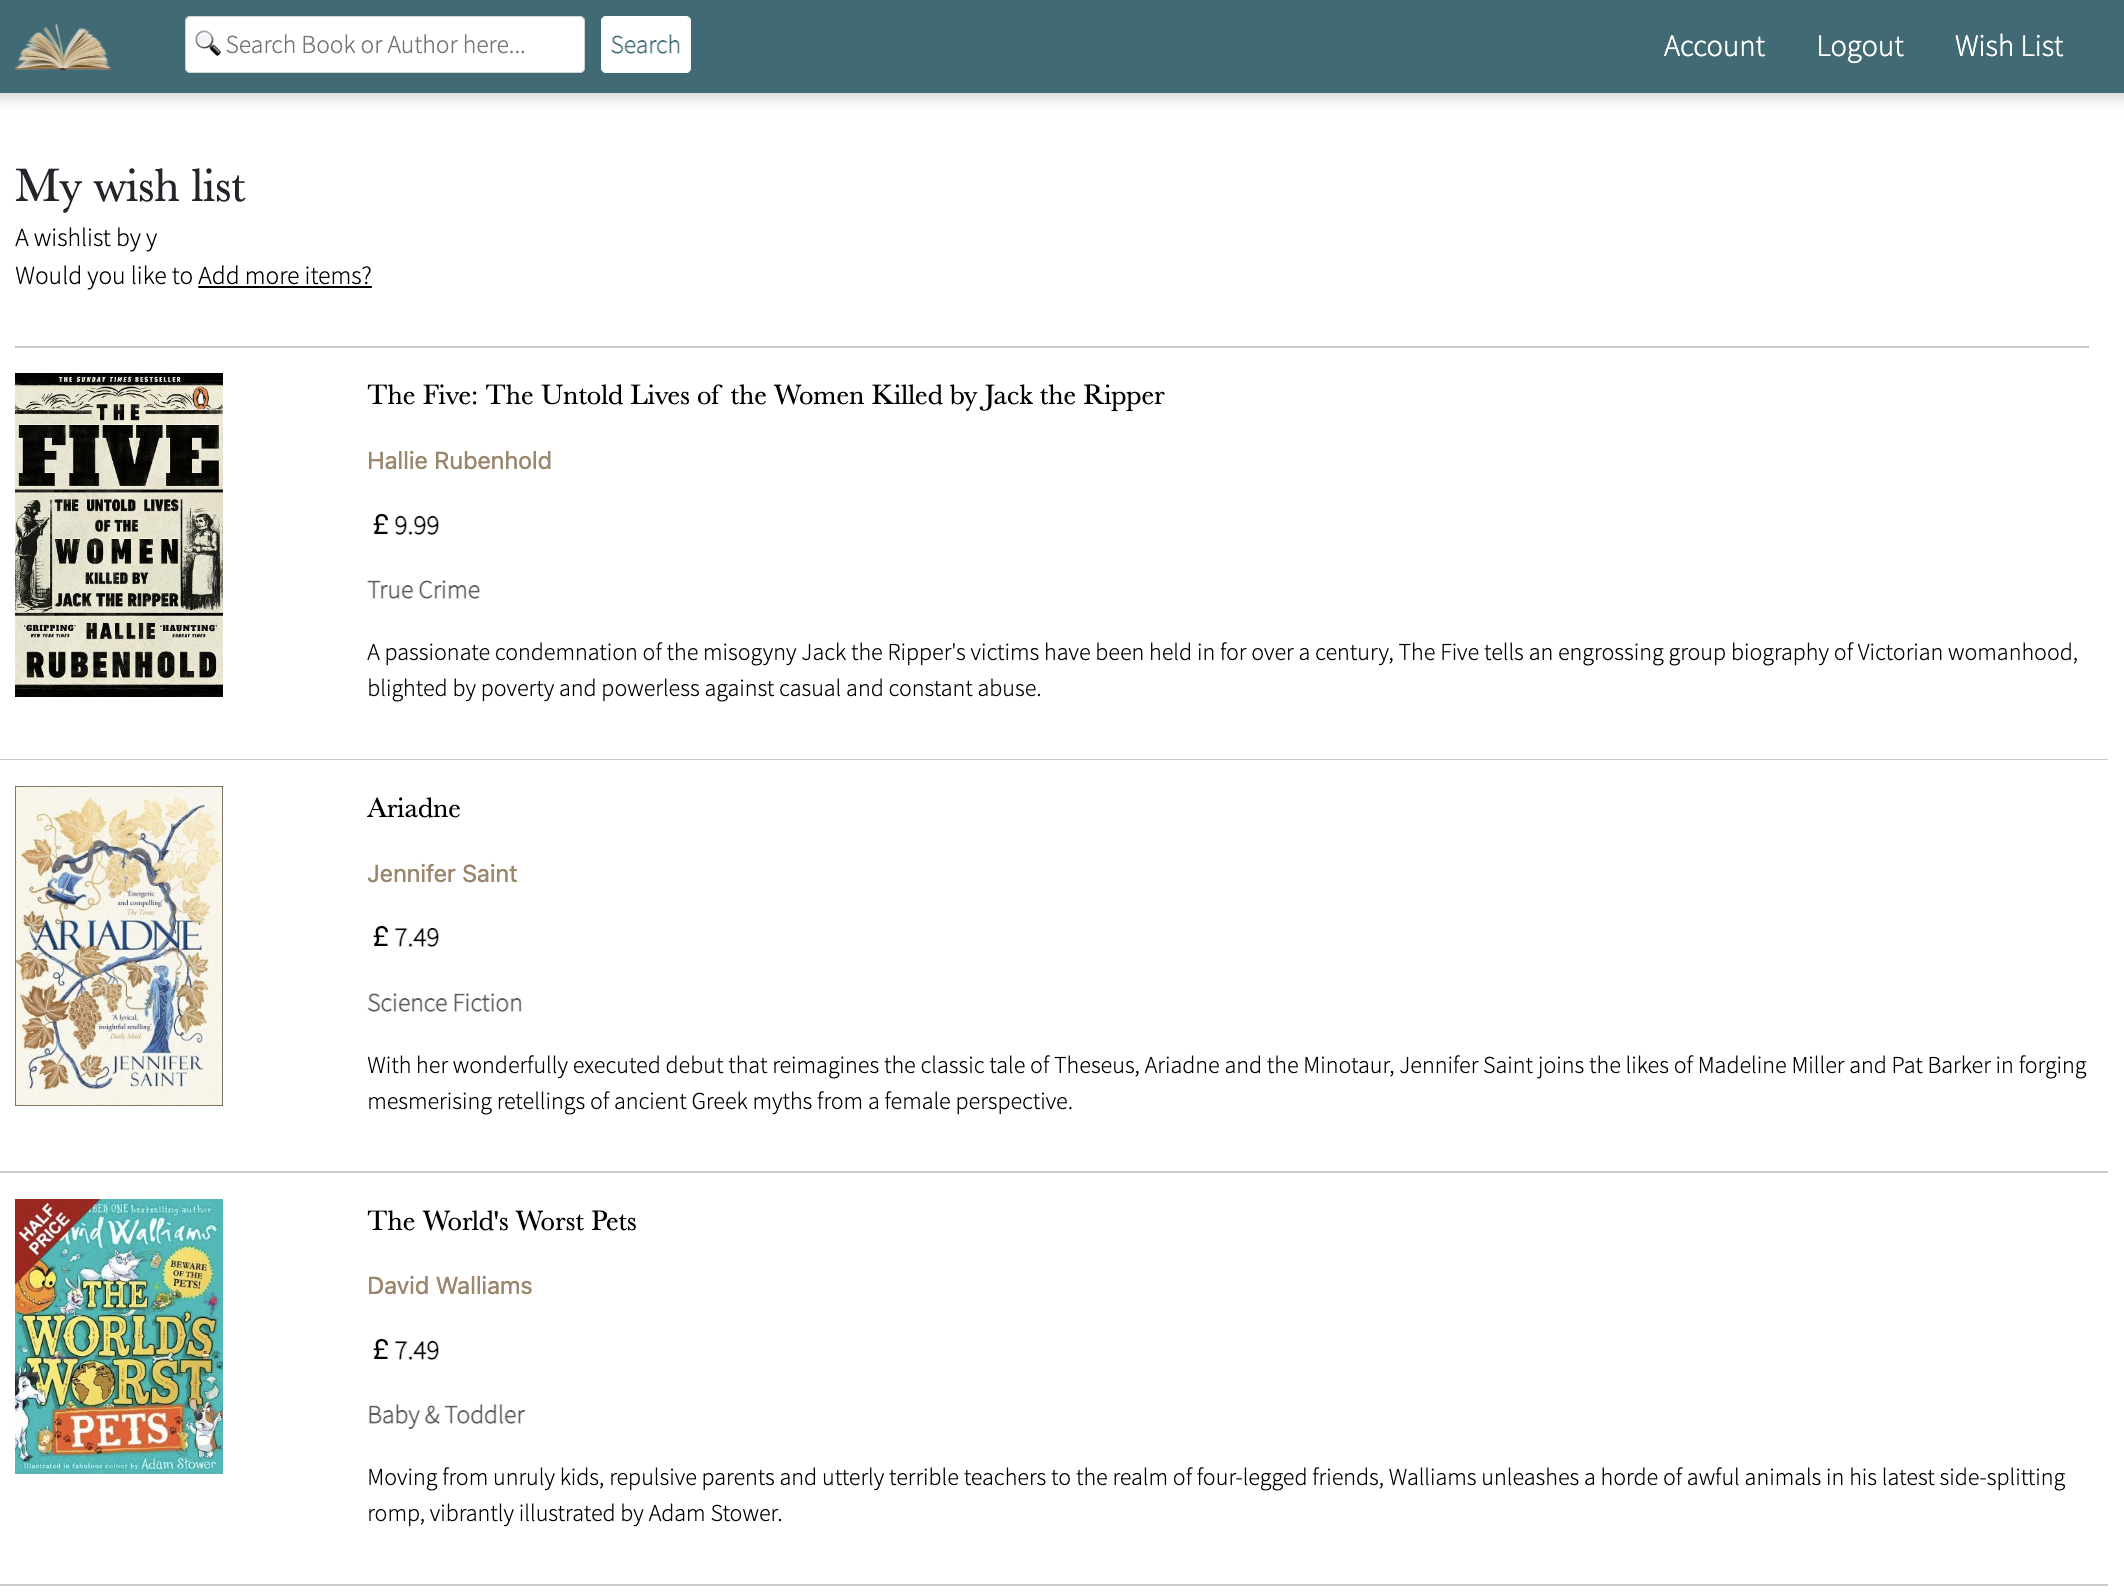 Search Book or Author here...
Search
Account
Logout
Wish List
My wish list
A wishlist by y
Would you like to Add more items?
THE SUNDAY TIMES BESTSELLER
THE
FIVE
THE UNTOLD LIVES
OF THE
WOMEN
KILLED BY
JACK THE RIPPER
'GRIPPING'
NEW YORK TIMES
HALLIE
'HAUNTING'
SUNDAY TIMES
RUBENHOLD
The Five: The Untold Lives of the Women Killed by Jack the Ripper
Hallie Rubenhold
£ 9.99
True Crime
A passionate condemnation of the misogyny Jack the Ripper's victims have been held in for over a century, The Five tells an engrossing group biography of Victorian womanhood,
blighted by poverty and powerless against casual and constant abuse.
'Energetic
and compelling'
The Times
ARIADNE
'A lyrical,
insightful retelling'
Daily Mail
JENNIFER
SAINT
Ariadne
Jennifer Saint
£ 7.49
Science Fiction
With her wonderfully executed debut that reimagines the classic tale of Theseus, Ariadne and the Minotaur, Jennifer Saint joins the likes of Madeline Miller and Pat Barker in forging
mesmerising retellings of ancient Greek myths from a female perspective.
HALF
PRICE
BER ONE bestselling author
vid Walliams
BEWARE
OF THE
PETS!
THE
WORLD'S
WORST
PETS
Illustrated in fabulous colour by Adam Stower
The World's Worst Pets
David Walliams
£ 7.49
Baby & Toddler
Moving from unruly kids, repulsive parents and utterly terrible teachers to the realm of four-legged friends, Walliams unleashes a horde of awful animals in his latest side-splitting
romp, vibrantly illustrated by Adam Stower.